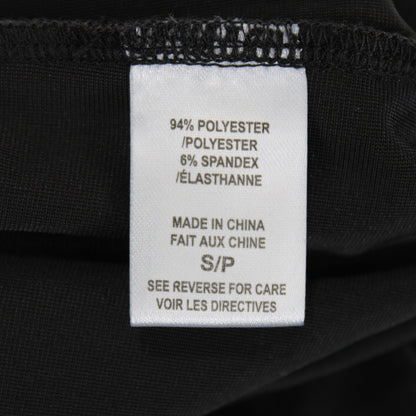 94% POLYESTER
/POLYESTER
6% SPANDEX
/ÉLASTHANNE
MADE IN CHINA
FAIT AUX CHINE
S/P
SEE REVERSE FOR CARE
VOIR LES DIRECTIVES